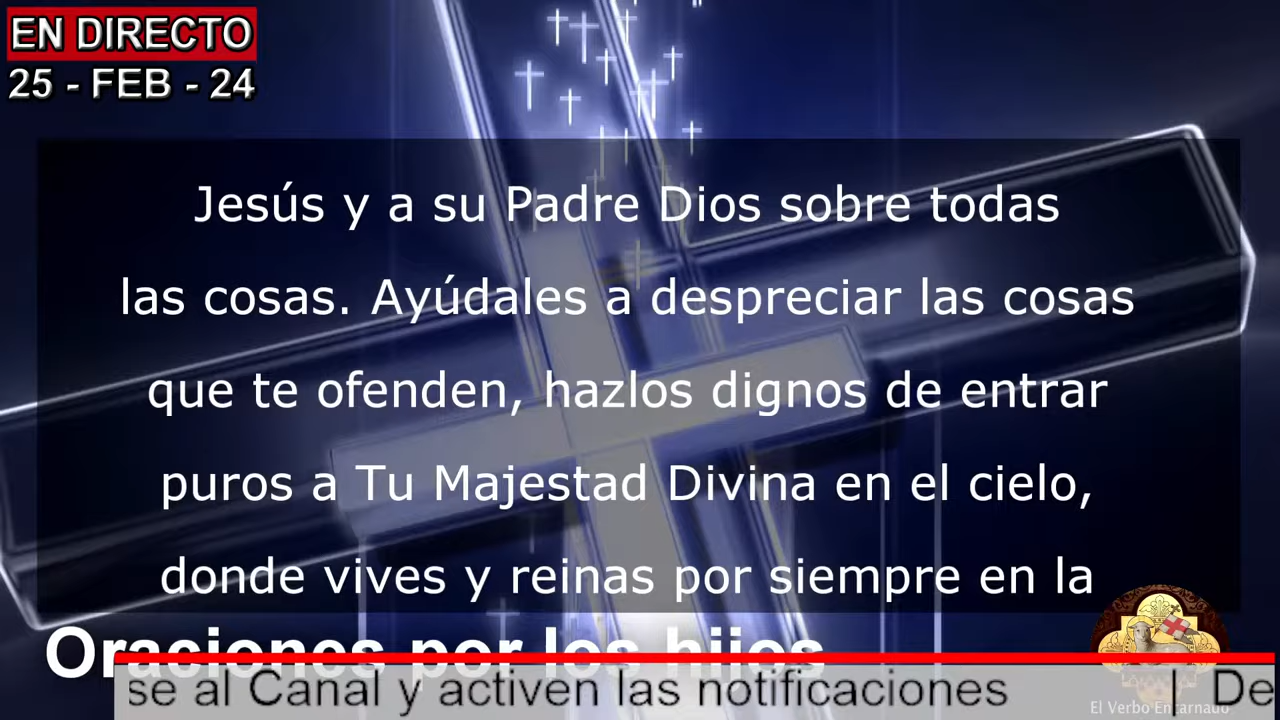 EN DIRECTO
25 - FEB - 24
Jesús y a su Padre Dios sobre todas
las cosas. Ayúdales a despreciar las cosas
que te ofenden, hazlos dignos de entrar
puros a Tu Majestad Divina en el cielo,
donde vives y reinas por siempre en la
Oraciones por los hijos
se al Canal y activen las notificaciones | De
El Verbo Encarnado